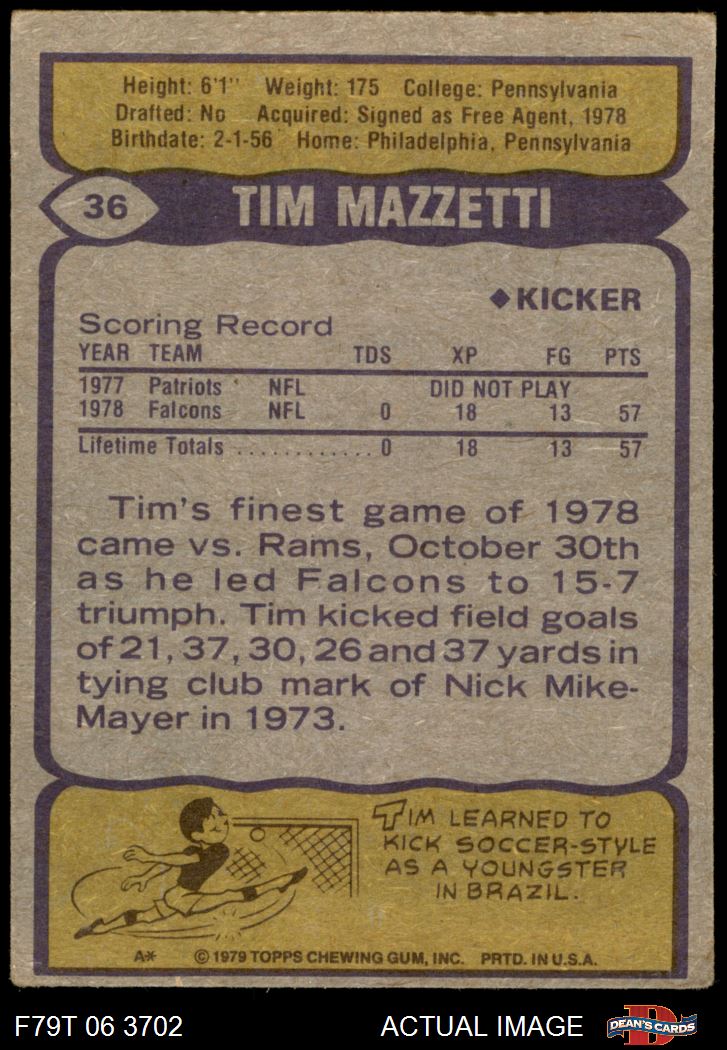 Height: 6'1" Weight: 175 College: Pennsylvania
Drafted: No Acquired: Signed as Free Agent, 1978
Birthdate: 2-1-56 Home: Philadelphia, Pennsylvania
36 TIM MAZZETTI
◆KICKER
Scoring Record
YEAR TEAM TDS XP FG PTS
1977 Patriots NFL DID NOT PLAY
1978 Falcons NFL 0 18 13 57
Lifetime Totals ............. 0 18 13 57
Tim's finest game of 1978
came vs. Rams, October 30th
as he led Falcons to 15-7
triumph. Tim kicked field goals
of 21, 37, 30, 26 and 37 yards in
tying club mark of Nick Mike-
Mayer in 1973.
TIM LEARNED TO
KICK SOCCER-STYLE
AS A YOUNGSTER
IN BRAZIL.
A* © 1979 TOPPS CHEWING GUM, INC. PRTD. IN U.S.A.
F79T 06 3702 ACTUAL IMAGE D DEAN'S CARDS